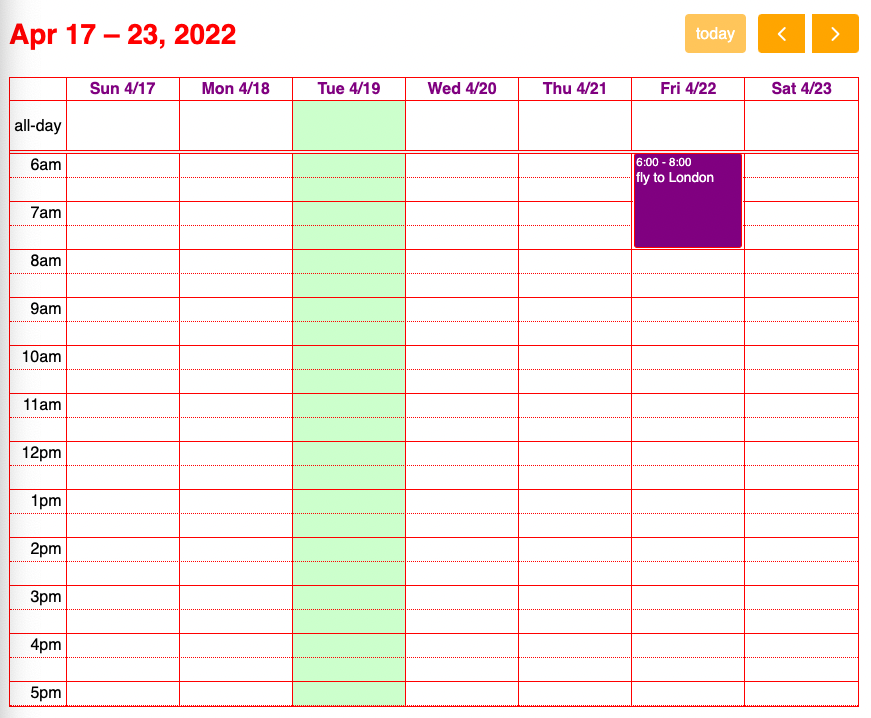 Apr 17 – 23, 2022
today
Sun 4/17 Mon 4/18 Tue 4/19 Wed 4/20 Thu 4/21 Fri 4/22 Sat 4/23
all-day
6am
6:00 - 8:00
fly to London
7am
8am
9am
10am
11am
12pm
1pm
2pm
3pm
4pm
5pm